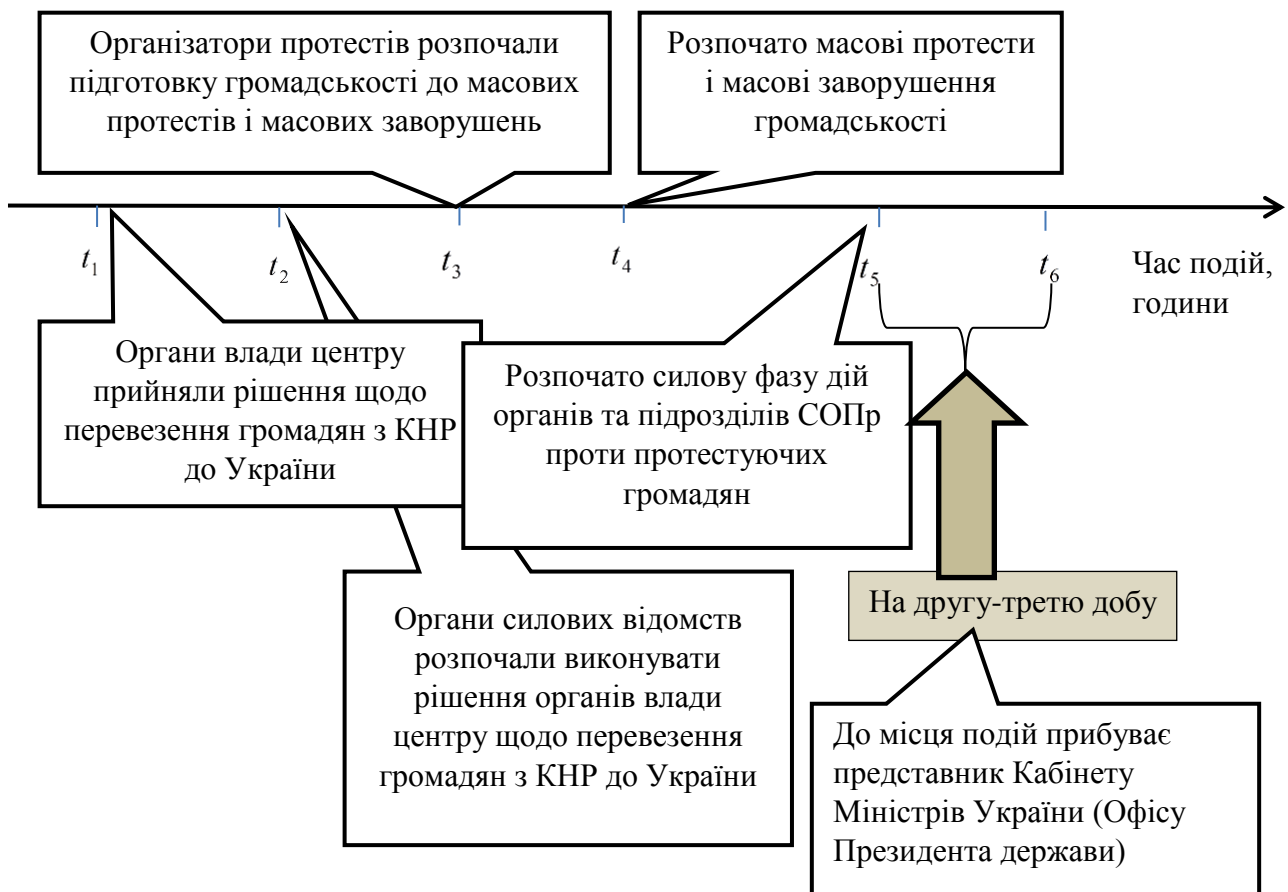 Організатори протестів розпочали
підготовку громадськості до масових
протестів і масових заворушень
Розпочато масові протести
і масові заворушення
громадськості
t₁
t₂
t₃
t₄
t₅
t₆
Час подій,
години
Органи влади центру
прийняли рішення щодо
перевезення громадян з КНР
до України
Розпочато силову фазу дій
органів та підрозділів СОПр
проти протестуючих
громадян
На другу-третю добу
Органи силових відомств
розпочали виконувати
рішення органів влади
центру щодо перевезення
громадян з КНР до України
До місця подій прибуває
представник Кабінету
Міністрів України (Офісу
Президента держави)